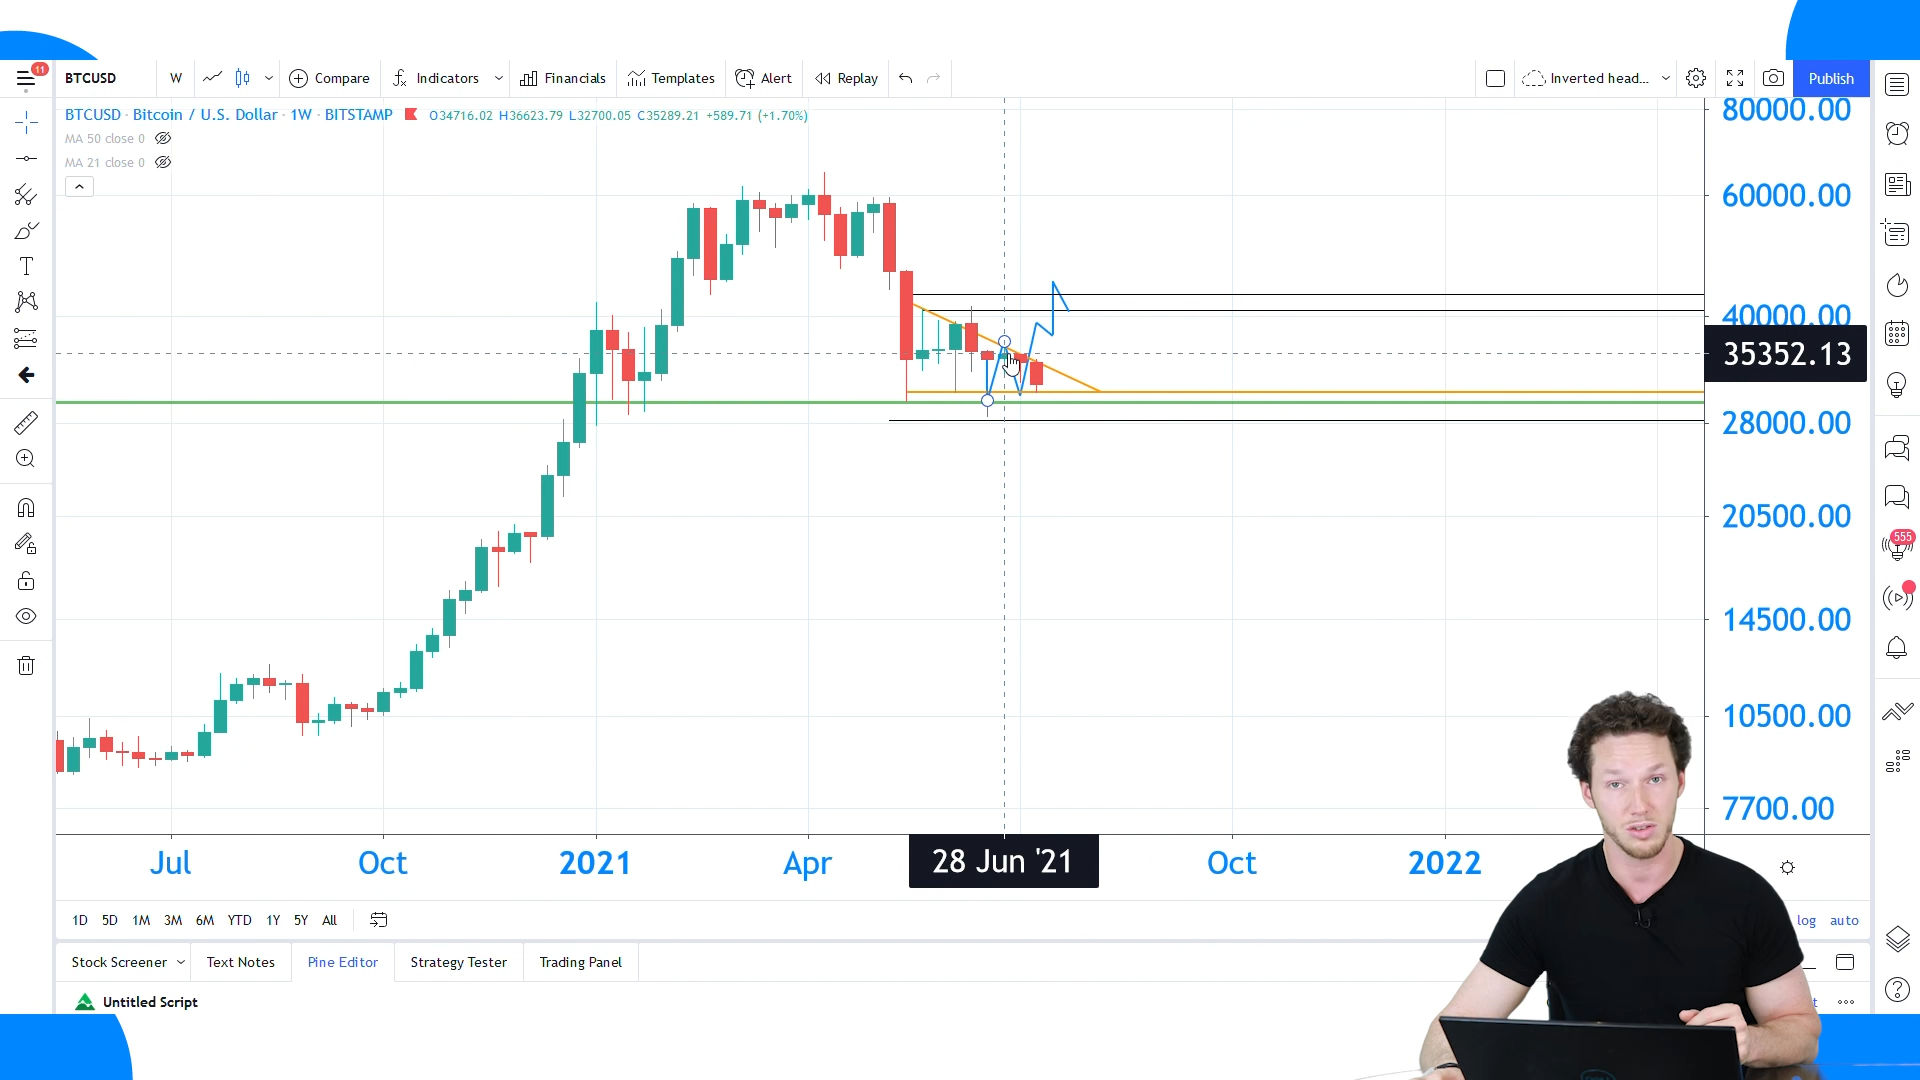 11
BTCUSD W Compare Indicators Financials Templates Alert Replay Inverted head... Publish
BTCUSD · Bitcoin / U.S. Dollar · 1W · BITSTAMP O34716.02 H36623.79 L32700.05 C35289.21 +589.71 (+1.70%)
MA 50 close 0
MA 21 close 0
80000.00
60000.00
40000.00
35352.13
28000.00
20500.00
555
14500.00
10500.00
7700.00
Jul Oct 2021 Apr 28 Jun '21 Oct 2022
1D 5D 1M 3M 6M YTD 1Y 5Y All log auto
Stock Screener Text Notes Pine Editor Strategy Tester Trading Panel
Untitled Script